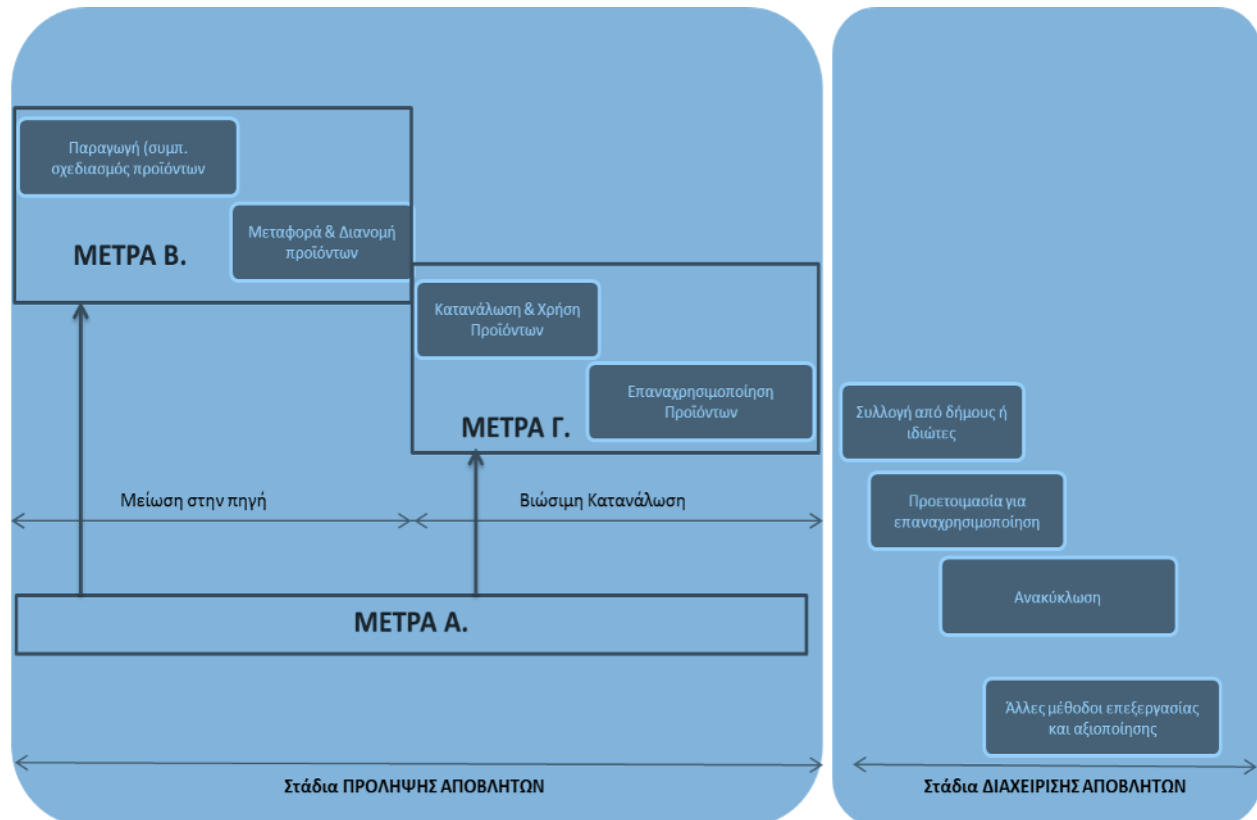 Παραγωγή (συμπ.
σχεδιασμός προϊόντων
Μεταφορά & Διανομή
προϊόντων
ΜΕΤΡΑ Β.
Κατανάλωση & Χρήση
Προϊόντων
Επαναχρησιμοποίηση
Προϊόντων
ΜΕΤΡΑ Γ.
Μείωση στην πηγή
Βιώσιμη Κατανάλωση
ΜΕΤΡΑ Α.
Στάδια ΠΡΟΛΗΨΗΣ ΑΠΟΒΛΗΤΩΝ
Συλλογή από δήμους ή
ιδιώτες
Προετοιμασία για
επαναχρησιμοποίηση
Ανακύκλωση
Άλλες μέθοδοι επεξεργασίας
και αξιοποίησης
Στάδια ΔΙΑΧΕΙΡΙΣΗΣ ΑΠΟΒΛΗΤΩΝ